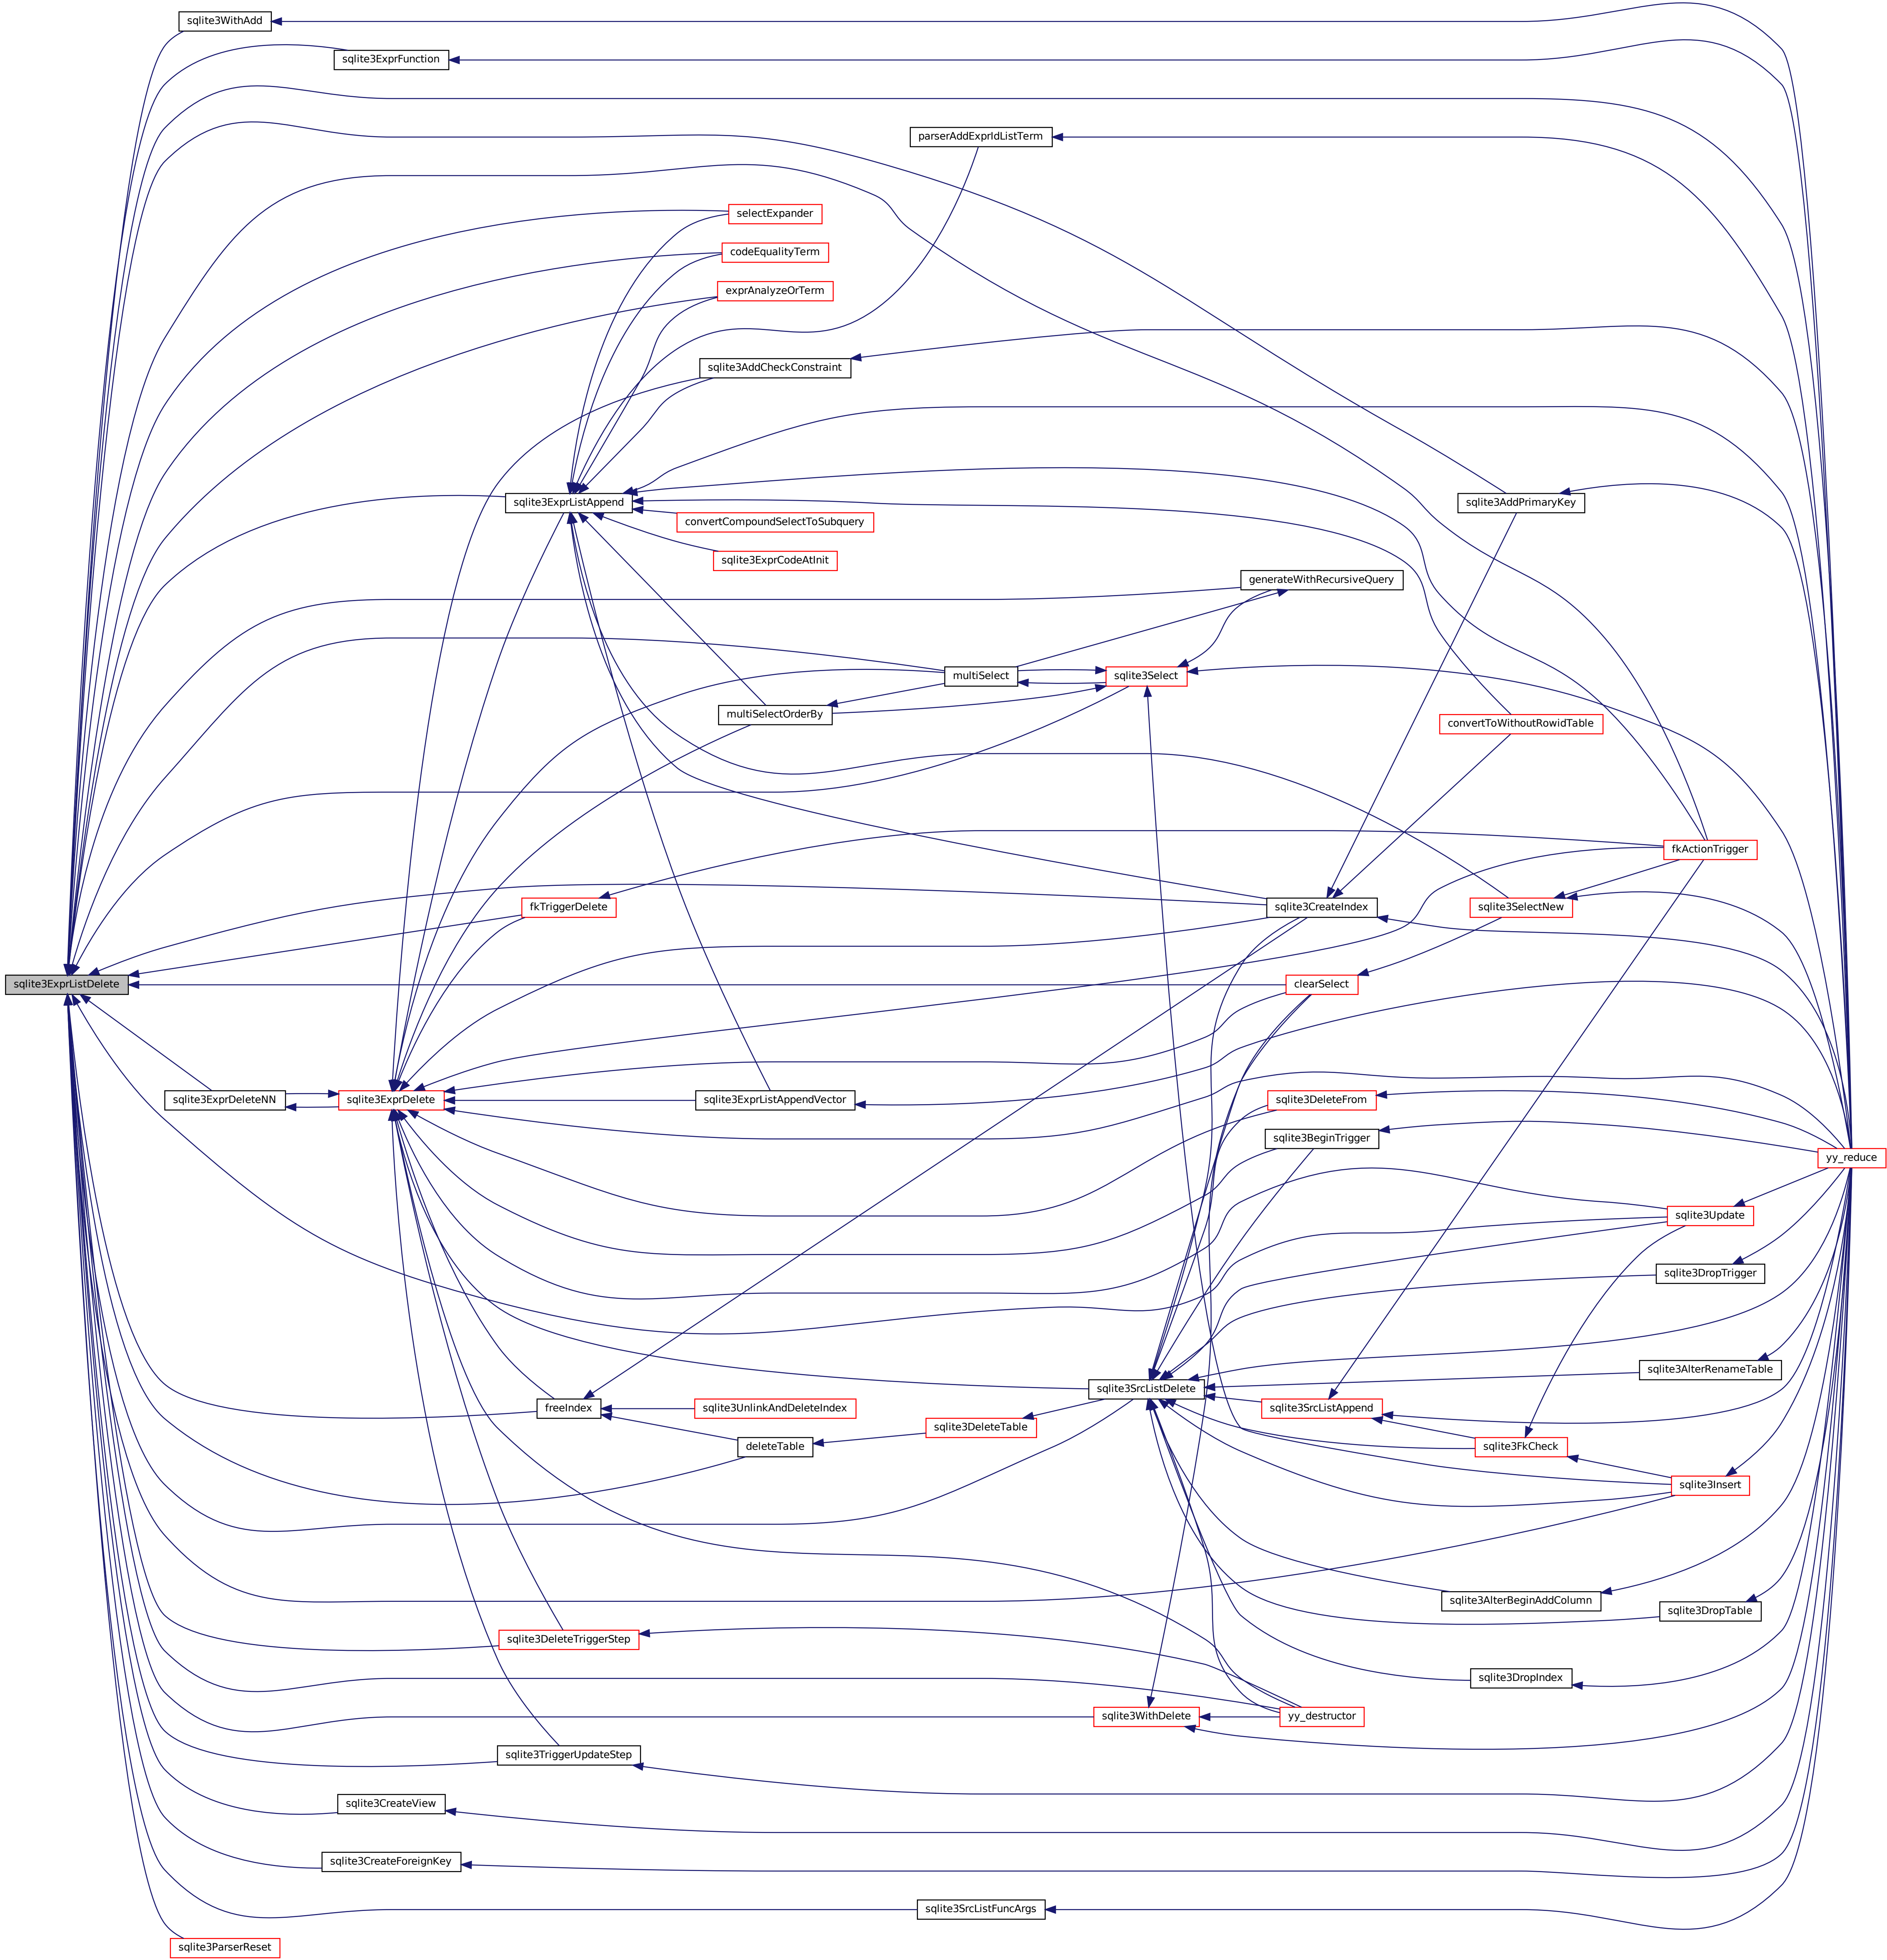 sqlite3WithAdd
sqlite3ExprFunction
parserAddExprIdListTerm
selectExpander
codeEqualityTerm
exprAnalyzeOrTerm
sqlite3AddCheckConstraint
sqlite3ExprListAppend
sqlite3AddPrimaryKey
convertCompoundSelectToSubquery
sqlite3ExprCodeAtInit
generateWithRecursiveQuery
multiSelect
sqlite3Select
multiSelectOrderBy
convertToWithoutRowidTable
fkActionTrigger
fkTriggerDelete
sqlite3CreateIndex
sqlite3SelectNew
sqlite3ExprListDelete
clearSelect
sqlite3ExprDeleteNN
sqlite3ExprDelete
sqlite3ExprListAppendVector
sqlite3DeleteFrom
sqlite3BeginTrigger
yy_reduce
sqlite3Update
sqlite3DropTrigger
sqlite3AlterRenameTable
sqlite3SrcListDelete
freeIndex
sqlite3UnlinkAndDeleteIndex
sqlite3SrcListAppend
sqlite3DeleteTable
deleteTable
sqlite3FkCheck
sqlite3Insert
sqlite3AlterBeginAddColumn
sqlite3DropTable
sqlite3DeleteTriggerStep
sqlite3DropIndex
sqlite3WithDelete
yy_destructor
sqlite3TriggerUpdateStep
sqlite3CreateView
sqlite3CreateForeignKey
sqlite3SrcListFuncArgs
sqlite3ParserReset